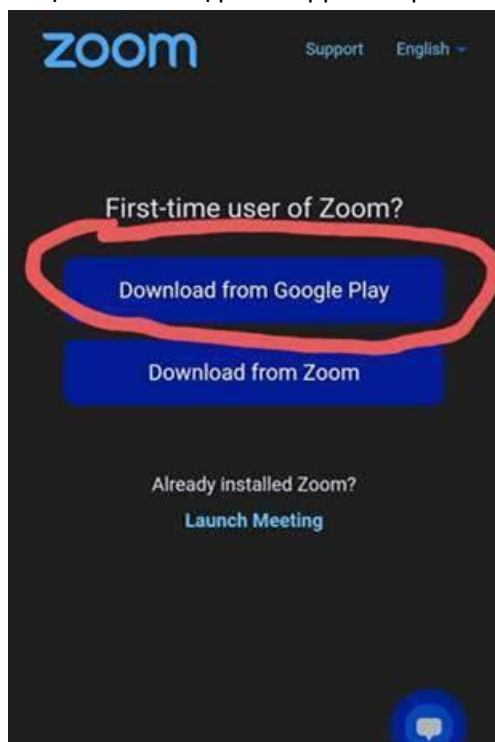 zoom
Support English
First-time user of Zoom?
Download from Google Play
Download from Zoom
Already installed Zoom?
Launch Meeting